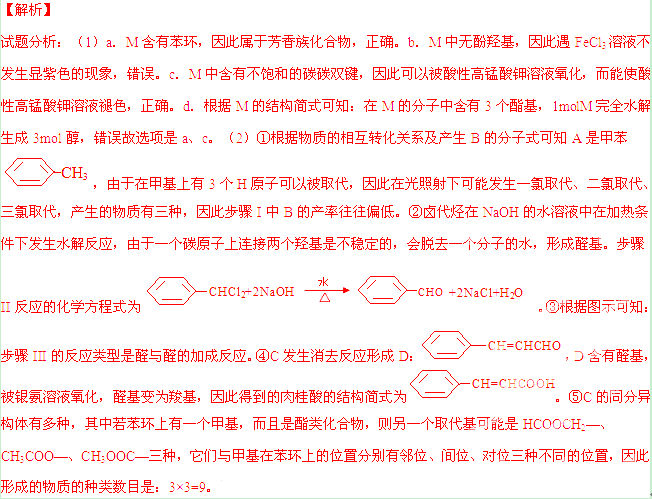 【解析】
试题分析：（1）a．M含有苯环，因此属于芳香族化合物，正确。b．M中无酚羟基，因此遇FeCl3溶液不
发生显紫色的现象，错误。c．M中含有不饱和的碳碳双键，因此可以被酸性高锰酸钾溶液氧化，而能使酸
性高锰酸钾溶液褪色，正确。d．根据M的结构简式可知：在M的分子中含有3个酯基，1molM完全水解
生成3mol醇，错误故选项是a、c。（2）①根据物质的相互转化关系及产生B的分子式可知A是甲苯
CH3，由于在甲基上有3个H原子可以被取代，因此在光照射下可能发生一氯取代、二氯取代、
三氯取代，产生的物质有三种，因此步骤I中B的产率往往偏低。②卤代烃在NaOH的水溶液中在加热条
件下发生水解反应，由于一个碳原子上连接两个羟基是不稳定的，会脱去一个分子的水，形成醛基。步骤
II反应的化学方程式为 CHCl2+2NaOH 水 △ CHO +2NaCl+H2O 。③根据图示可知：
步骤III的反应类型是醛与醛的加成反应。④C发生消去反应形成D： CH=CHCHO ，D含有醛基，
被银氨溶液氧化，醛基变为羧基，因此得到的肉桂酸的结构简式为 CH=CHCOOH 。⑤C的同分异
构体有多种，其中若苯环上有一个甲基，而且是酯类化合物，则另一个取代基可能是HCOOCH2—、
CH3COO—、CH3OOC—三种，它们与甲基在苯环上的位置分别有邻位、间位、对位三种不同的位置，因此
形成的物质的种类数目是：3×3=9。